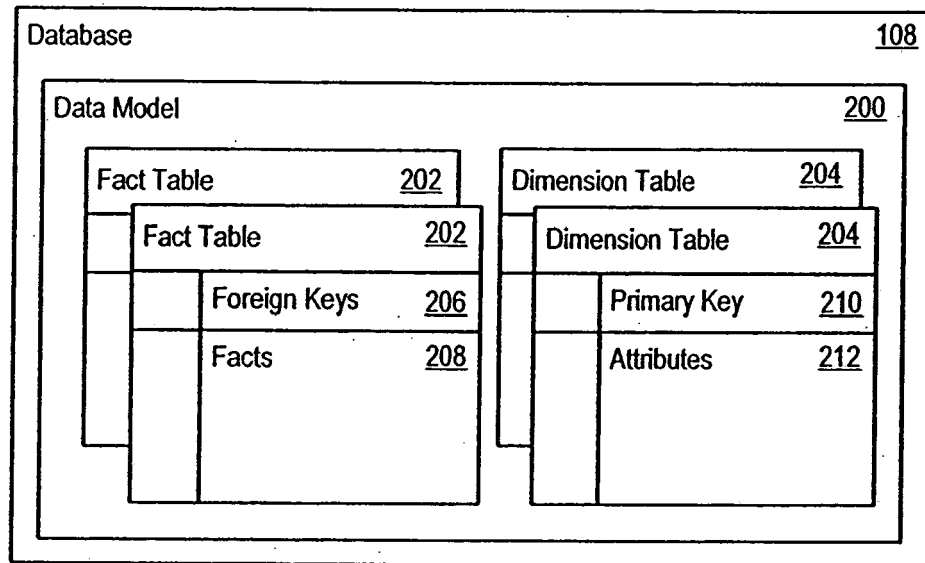 Database 108
Data Model 200
Fact Table 202
Dimension Table 204
Fact Table 202
Dimension Table 204
Foreign Keys 206
Primary Key 210
Facts 208
Attributes 212